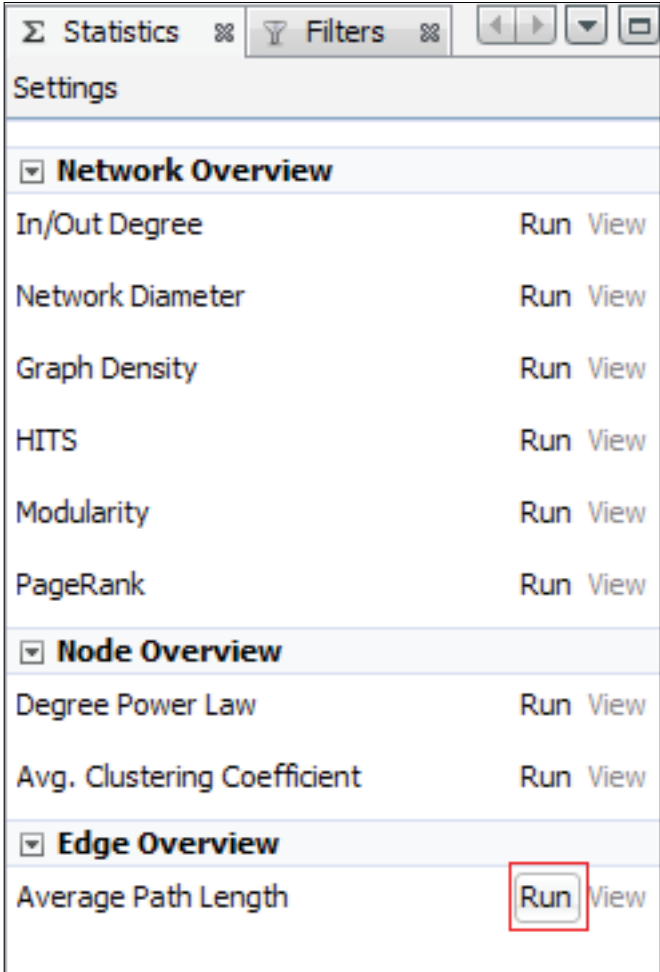 Σ Statistics Filters
Settings
Network Overview
In/Out Degree Run View
Network Diameter Run View
Graph Density Run View
HITS Run View
Modularity Run View
PageRank Run View
Node Overview
Degree Power Law Run View
Avg. Clustering Coefficient Run View
Edge Overview
Average Path Length Run View